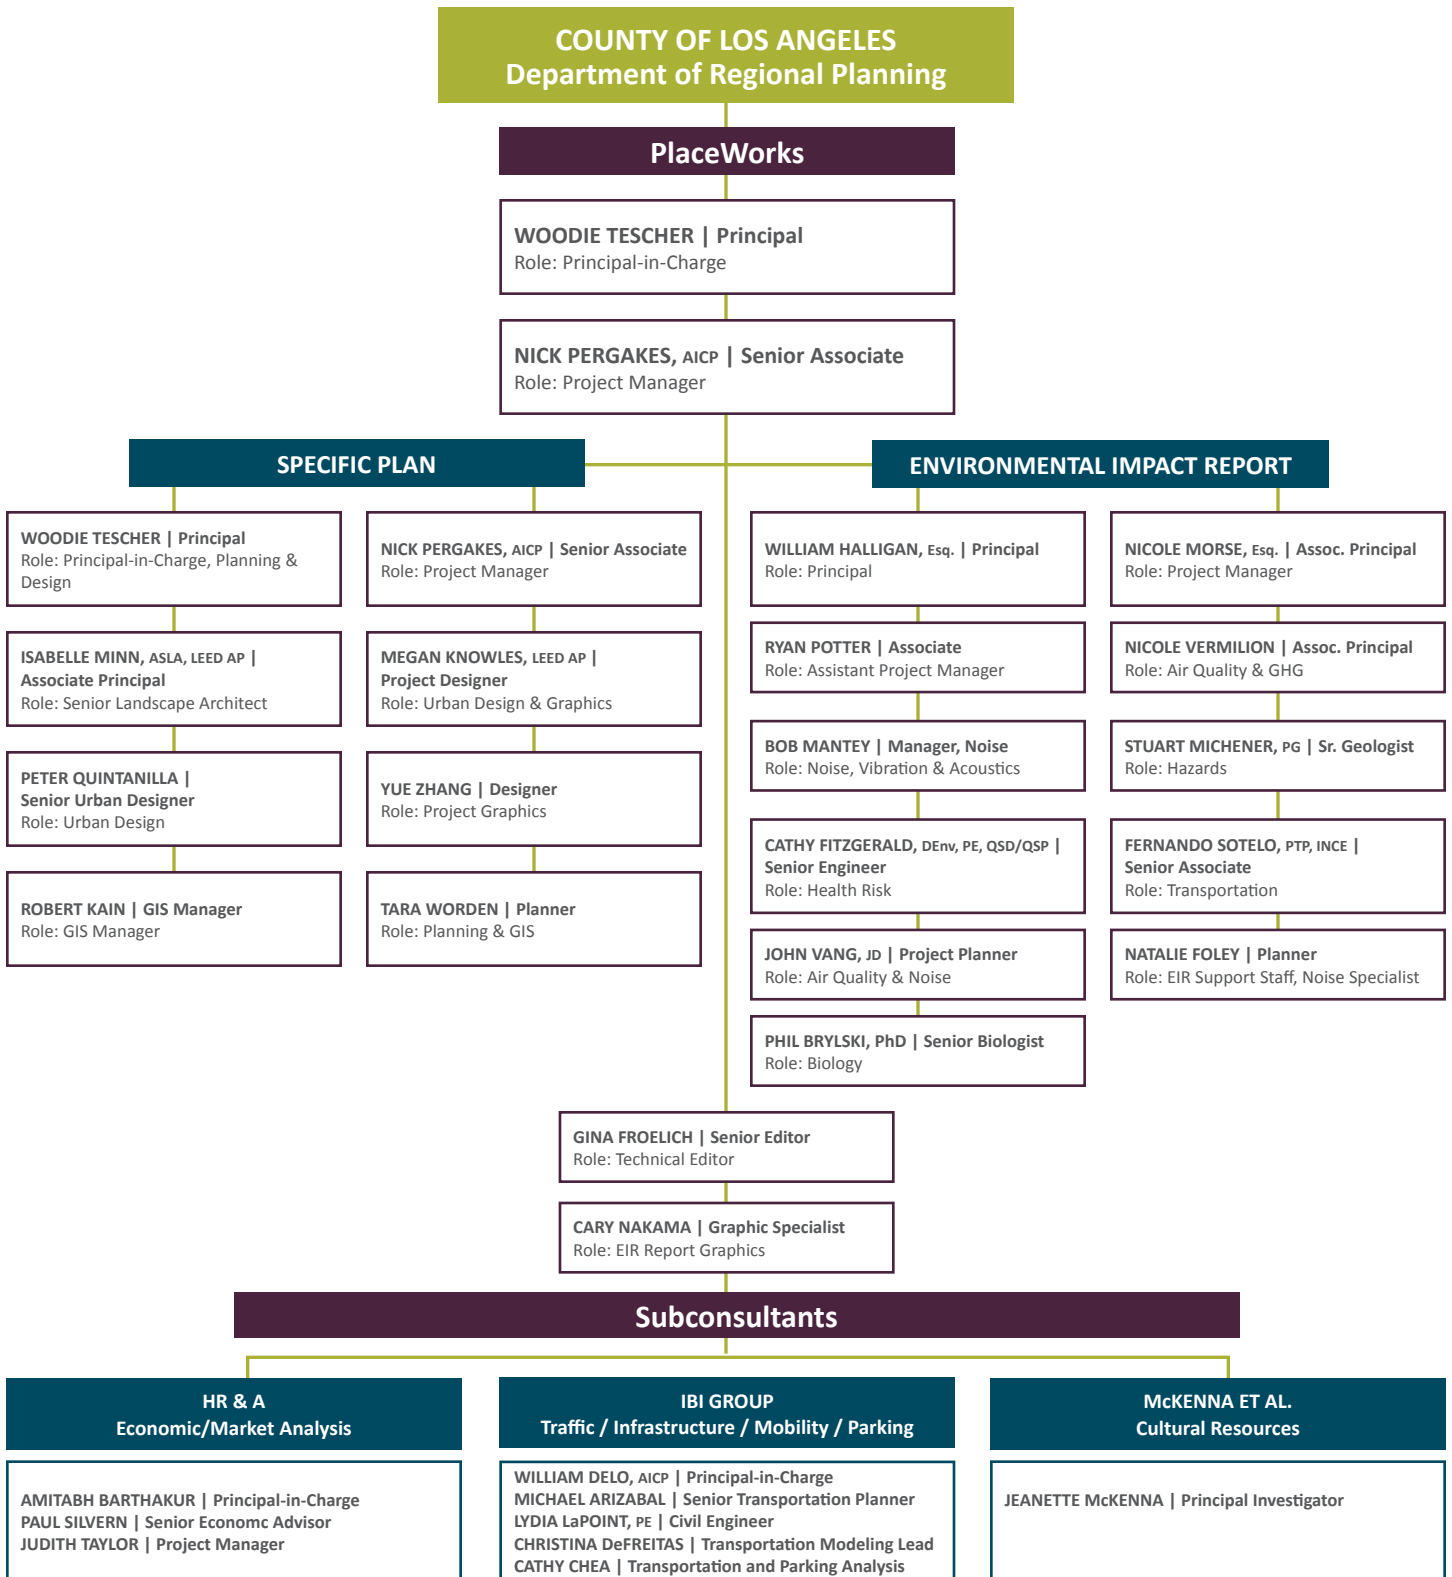 COUNTY OF LOS ANGELES
Department of Regional Planning
PlaceWorks
WOODIE TESCHER | Principal
Role: Principal-in-Charge
NICK PERGAKES, AICP | Senior Associate
Role: Project Manager
SPECIFIC PLAN
WOODIE TESCHER | Principal
Role: Principal-in-Charge, Planning &
Design
ISABELLE MINN, ASLA, LEED AP |
Associate Principal
Role: Senior Landscape Architect
PETER QUINTANILLA |
Senior Urban Designer
Role: Urban Design
ROBERT KAIN | GIS Manager
Role: GIS Manager
NICK PERGAKES, AICP | Senior Associate
Role: Project Manager
MEGAN KNOWLES, LEED AP |
Project Designer
Role: Urban Design & Graphics
YUE ZHANG | Designer
Role: Project Graphics
TARA WORDEN | Planner
Role: Planning & GIS
ENVIRONMENTAL IMPACT REPORT
WILLIAM HALLIGAN, Esq. | Principal
Role: Principal
RYAN POTTER | Associate
Role: Assistant Project Manager
BOB MANTEY | Manager, Noise
Role: Noise, Vibration & Acoustics
CATHY FITZGERALD, DEnv, PE, QSD/QSP |
Senior Engineer
Role: Health Risk
JOHN VANG, JD | Project Planner
Role: Air Quality & Noise
PHIL BRYLSKI, PhD | Senior Biologist
Role: Biology
NICOLE MORSE, Esq. | Assoc. Principal
Role: Project Manager
NICOLE VERMILION | Assoc. Principal
Role: Air Quality & GHG
STUART MICHENER, PG | Sr. Geologist
Role: Hazards
FERNANDO SOTELO, PTP, INCE |
Senior Associate
Role: Transportation
NATALIE FOLEY | Planner
Role: EIR Support Staff, Noise Specialist
GINA FROELICH | Senior Editor
Role: Technical Editor
CARY NAKAMA | Graphic Specialist
Role: EIR Report Graphics
Subconsultants
HR & A
Economic/Market Analysis
AMITABH BARTHAKUR | Principal-in-Charge
PAUL SILVERN | Senior Economc Advisor
JUDITH TAYLOR | Project Manager
IBI GROUP
Traffic / Infrastructure / Mobility / Parking
WILLIAM DELO, AICP | Principal-in-Charge
MICHAEL ARIZABAL | Senior Transportation Planner
LYDIA LaPOINT, PE | Civil Engineer
CHRISTINA DeFREITAS | Transportation Modeling Lead
CATHY CHEA | Transportation and Parking Analysis
McKENNA ET AL.
Cultural Resources
JEANETTE McKENNA | Principal Investigator